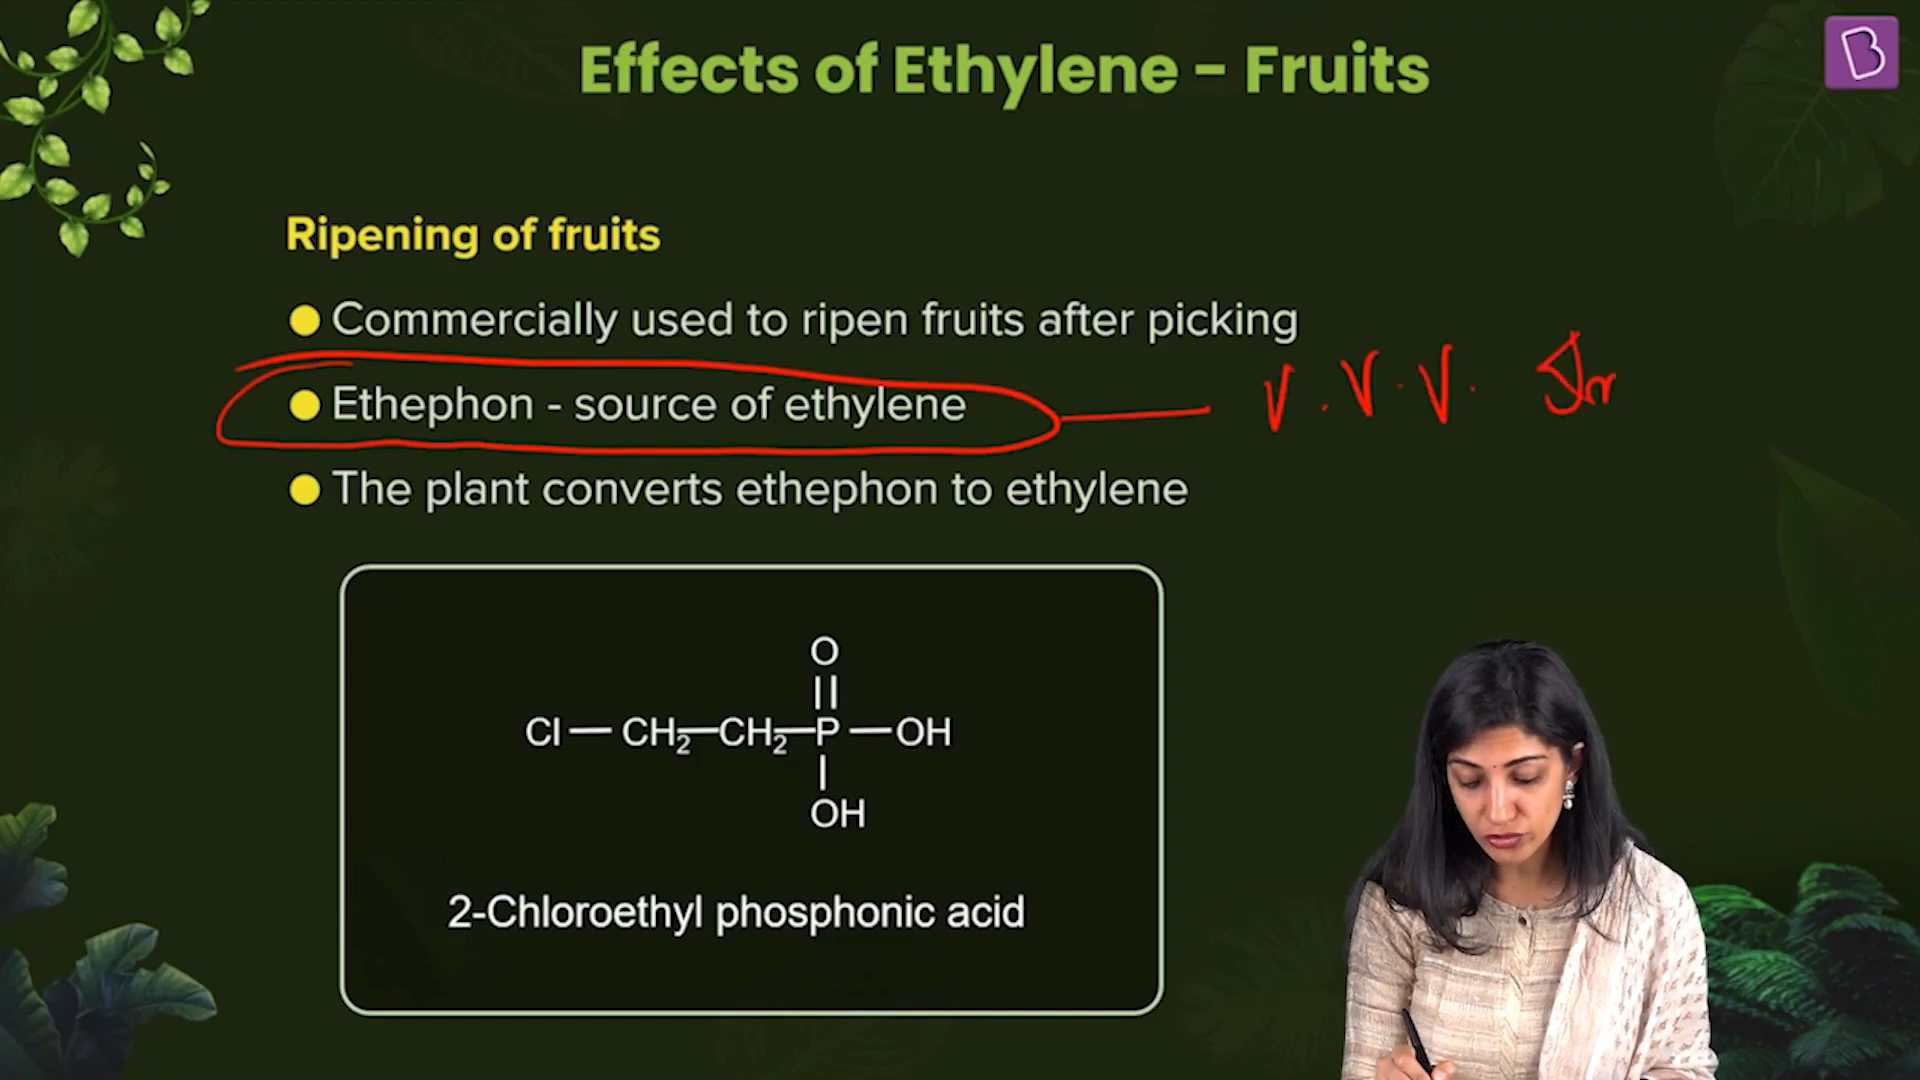 Effects of Ethylene - Fruits
Ripening of fruits
Commercially used to ripen fruits after picking
Ethephon - source of ethylene
V. V. V. Im
The plant converts ethephon to ethylene
O
Cl — CH₂—CH₂—P—OH
OH
2-Chloroethyl phosphonic acid